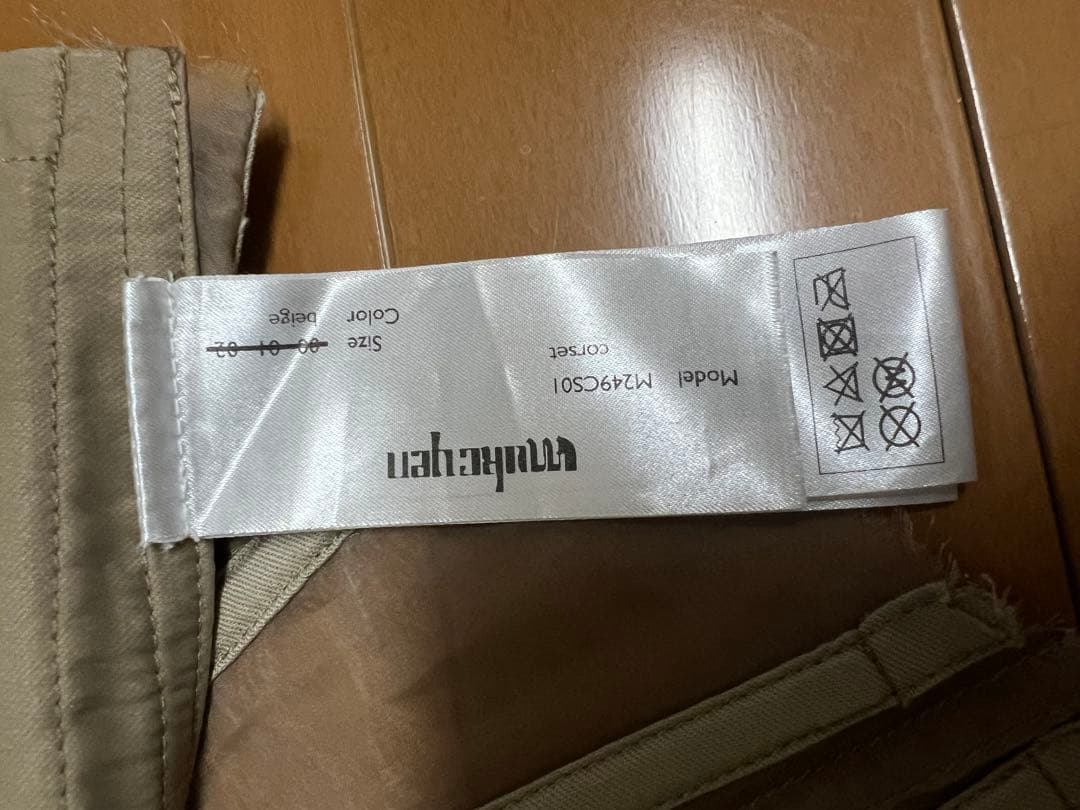 mukcyen
Model M249CS01
corset
Size 00 01 02
Color beige